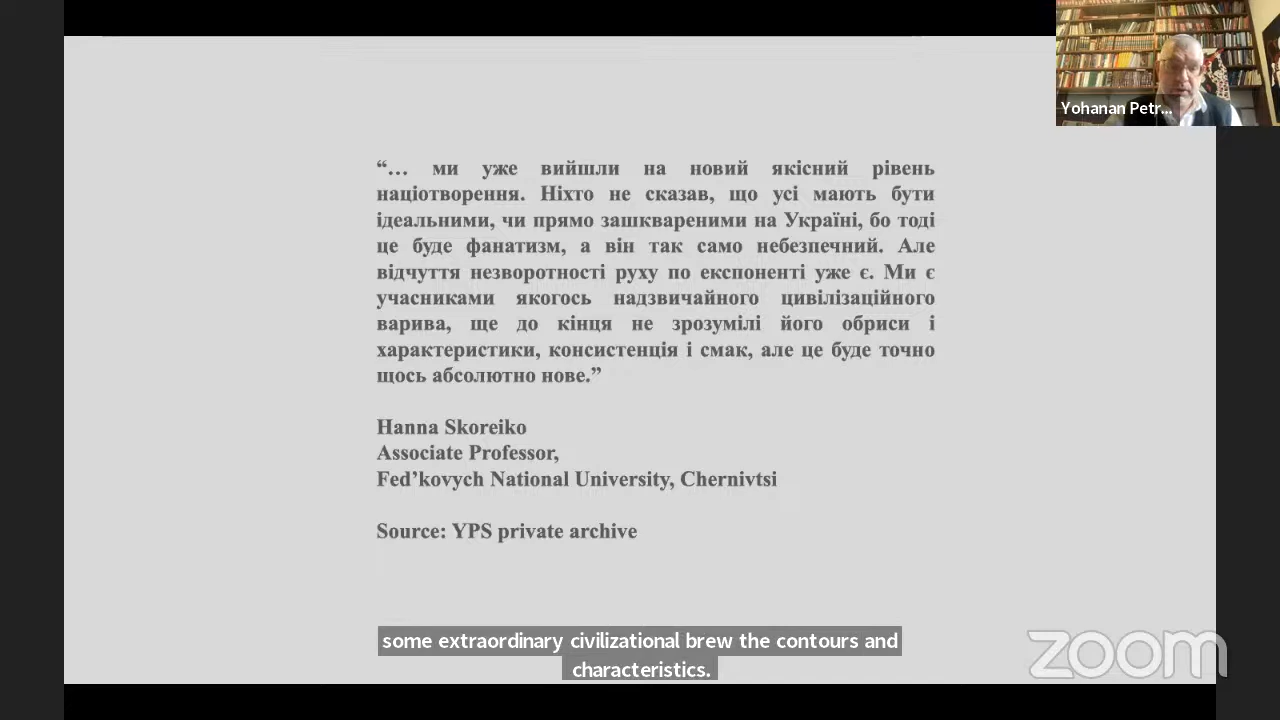 Yohanan Petr...
“… ми уже вийшли на новий якісний рівень
націотворення. Ніхто не сказав, що усі мають бути
ідеальними, чи прямо зашквареними на Україні, бо тоді
це буде фанатизм, а він так само небезпечний. Але
відчуття незворотності руху по експоненті уже є. Ми є
учасниками якогось надзвичайного цивілізаційного
варива, ще до кінця не зрозумілі його обриси і
характеристики, консистенція і смак, але це буде точно
щось абсолютно нове.”
Hanna Skoreiko
Associate Professor,
Fed’kovych National University, Chernivtsi
Source: YPS private archive
some extraordinary civilizational brew the contours and
characteristics.
zoom